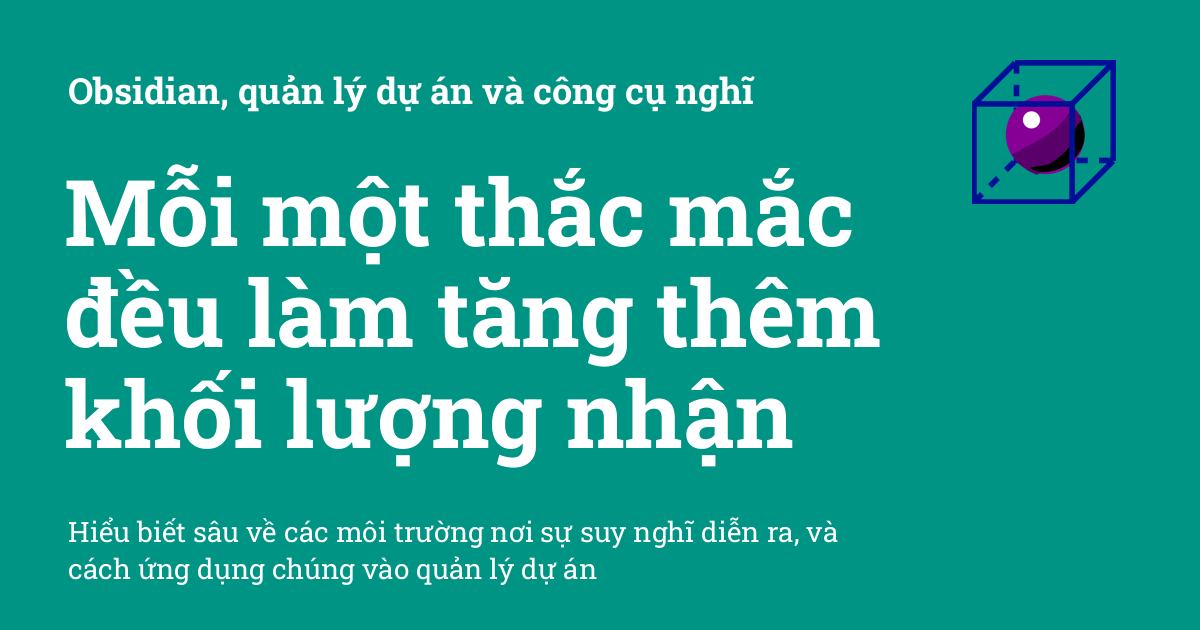 Obsidian, quản lý dự án và công cụ nghĩ
Mỗi một thắc mắc
đều làm tăng thêm
khối lượng nhận
Hiểu biết sâu về các môi trường nơi sự suy nghĩ diễn ra, và
cách ứng dụng chúng vào quản lý dự án